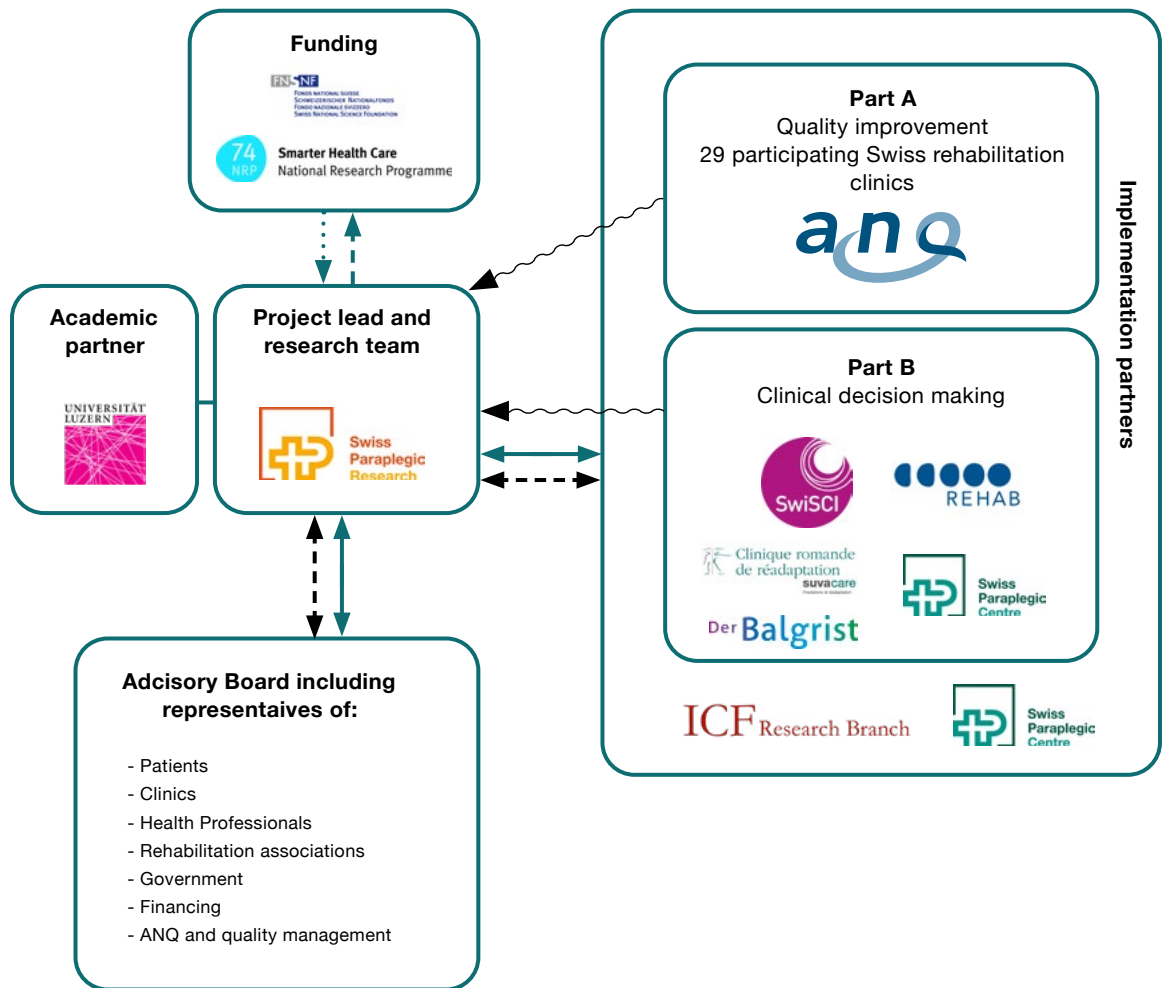 Funding
FNSNF
FONDS NATIONAL SUISSE
SCHWEIZERISCHER NATIONALFONDS
FONDO NAZIONALE SVIZZERO
SWISS NATIONAL SCIENCE FOUNDATION
74
NRP
Smarter Health Care
National Research Programme
Part A
Quality improvement
29 participating Swiss rehabilitation
clinics
anq
Implementation partners
Academic
partner
UNIVERSITÄT
LUZERN
Project lead and
research team
Swiss
Paraplegic
Research
Part B
Clinical decision making
SwiSCI
REHAB
Clinique romande
de réadaptation
suvacare
Swiss
Paraplegic
Centre
Der Balgrist
ICF Research Branch
Swiss
Paraplegic
Centre
Adcisory Board including
representaives of:
- Patients
- Clinics
- Health Professionals
- Rehabilitation associations
- Government
- Financing
- ANQ and quality management